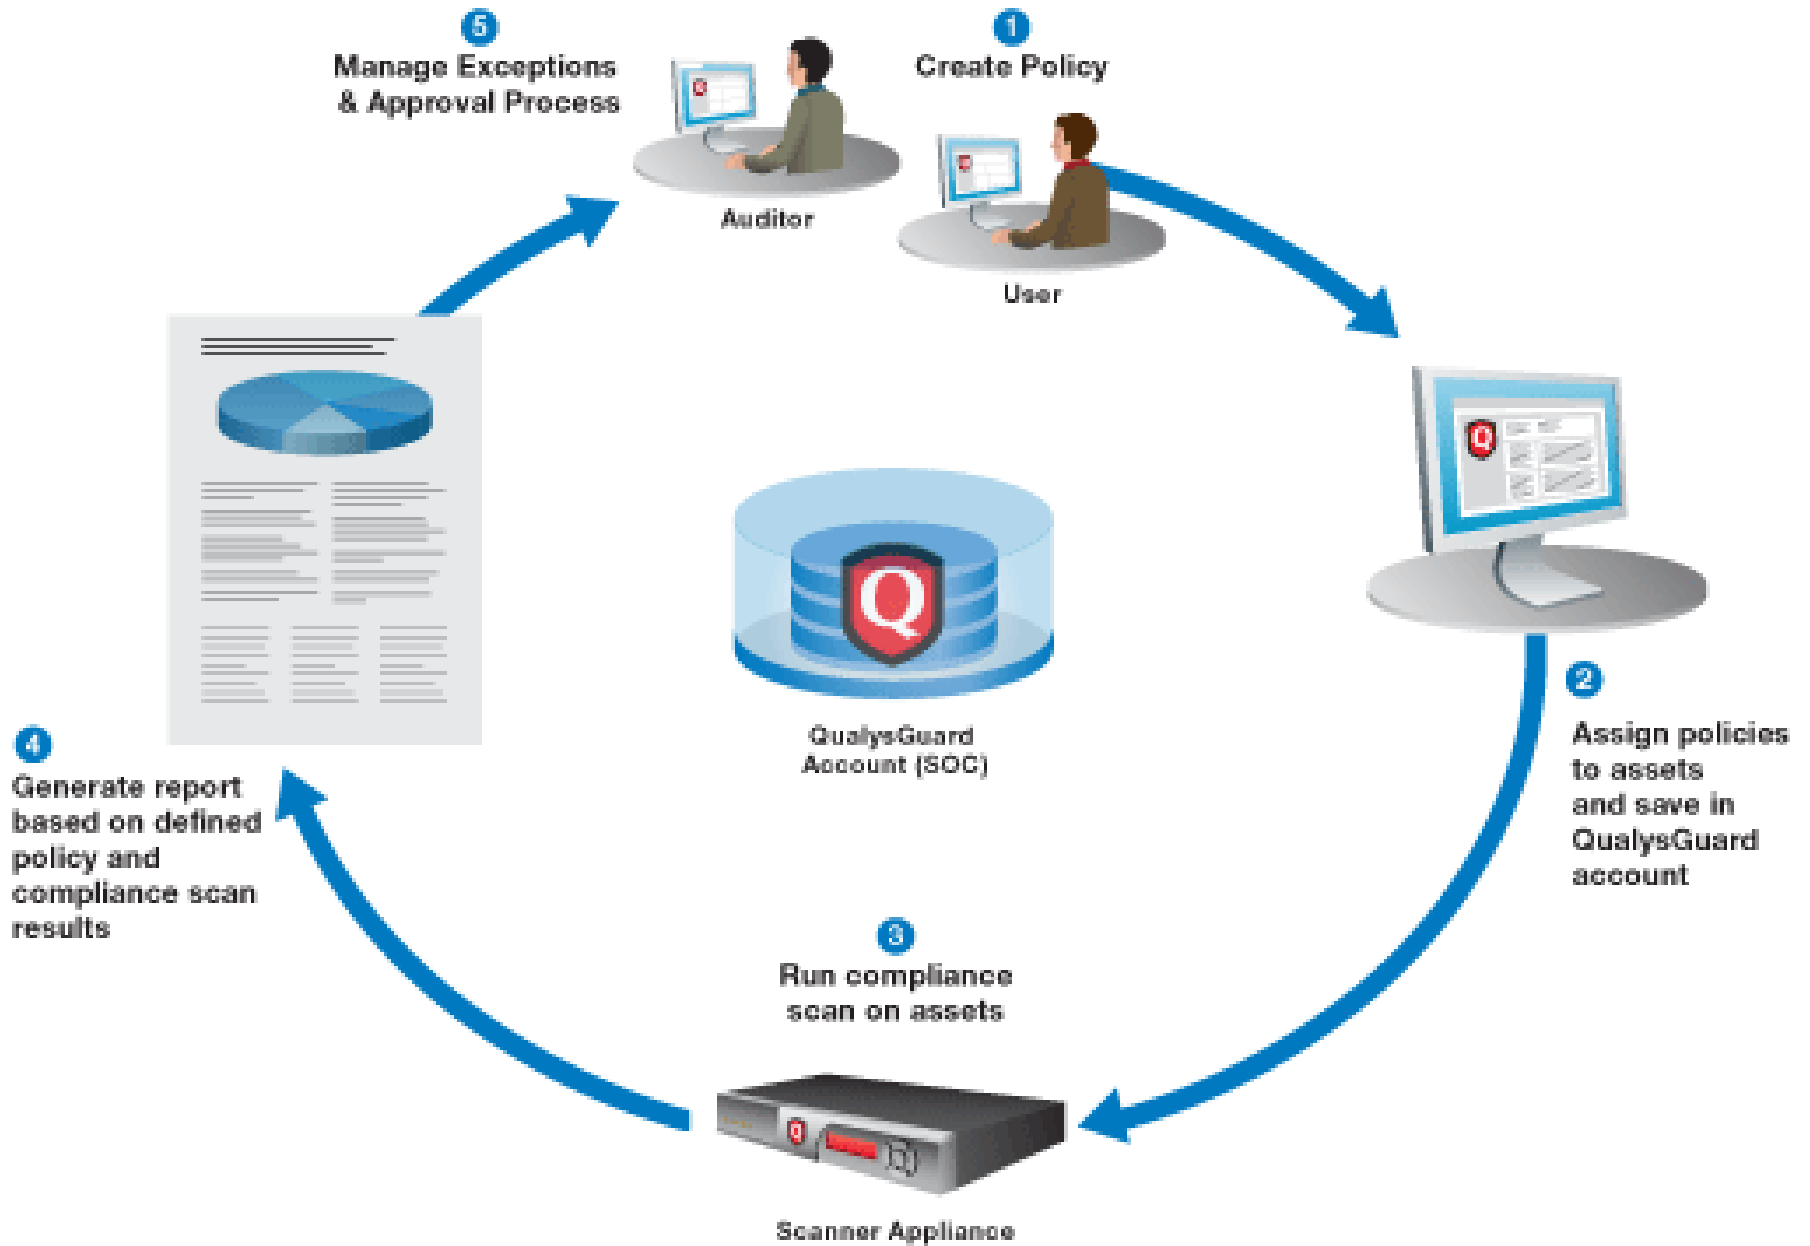 5
Manage Exceptions
& Approval Process
Auditor
1
Create Policy
User
Q
2
Assign policies
to assets
and save in
QualysGuard
account
Q
QualysGuard
Account (SOC)
3
Run compliance
scan on assets
Q
Scanner Appliance
4
Generate report
based on defined
policy and
compliance scan
results